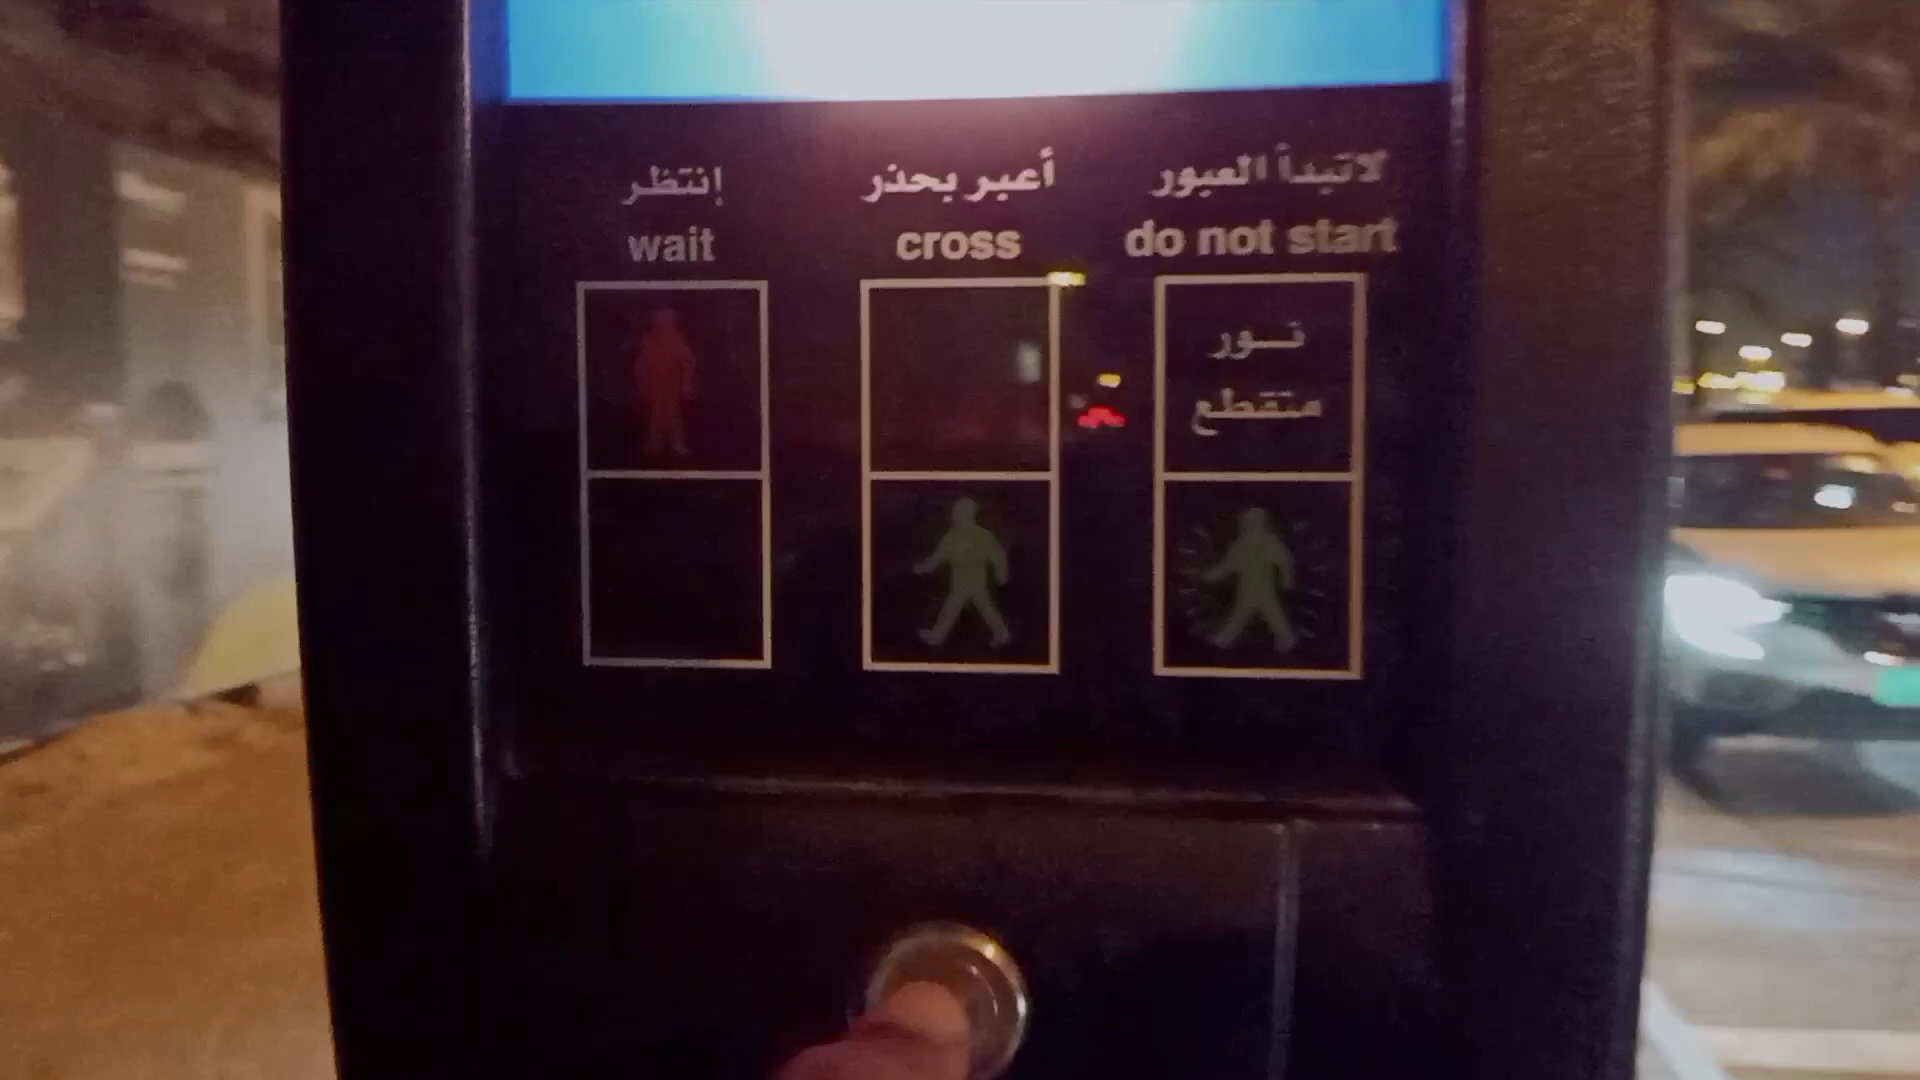 إنتظر
wait
أعبر بحذر
cross
لاتبدأ العبور
do not start
نور
متقطع